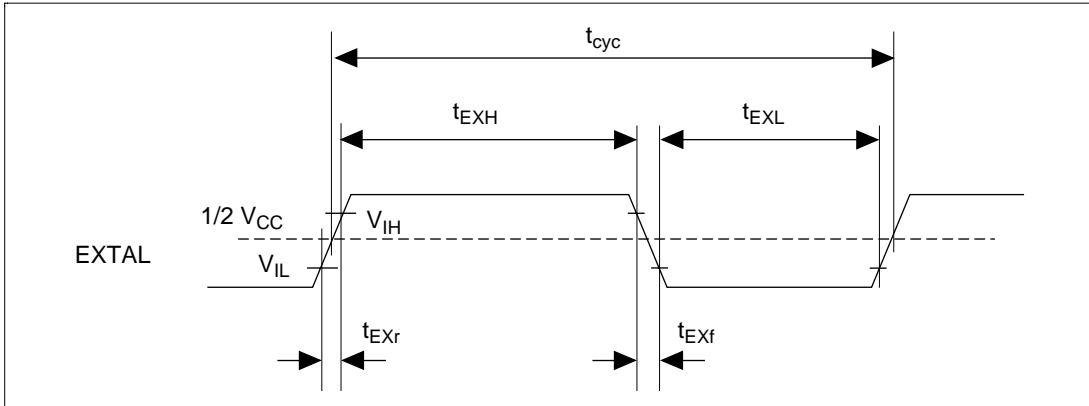 tcyc
tEXH
tEXL
1/2 VCC
VIH
EXTAL
VIL
tEXr
tEXf